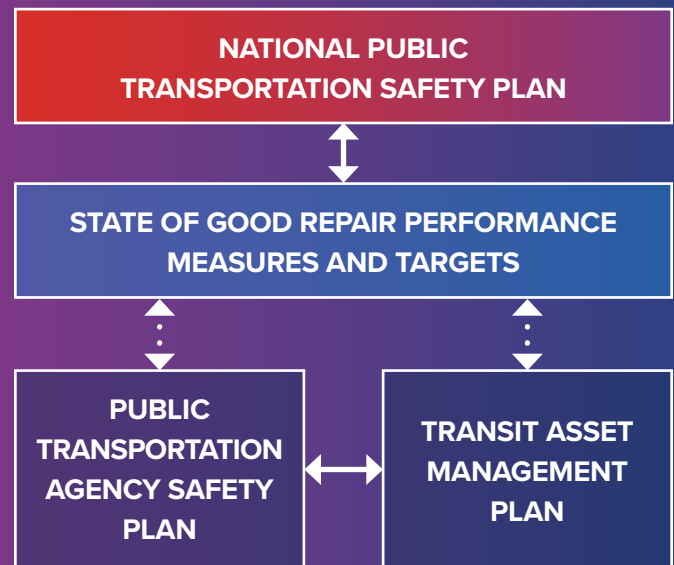 NATIONAL PUBLIC
TRANSPORTATION SAFETY PLAN
STATE OF GOOD REPAIR PERFORMANCE
MEASURES AND TARGETS
PUBLIC
TRANSPORTATION
AGENCY SAFETY
PLAN
TRANSIT ASSET
MANAGEMENT
PLAN